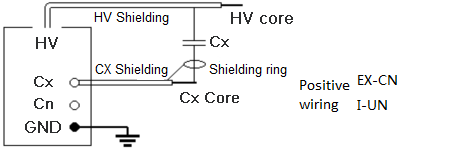 HV Shielding
HV core
HV
Cx
CX Shielding
Shielding ring
Cx
Cx Core
Cn
GND
Positive wiring
EX-CN
I-UN